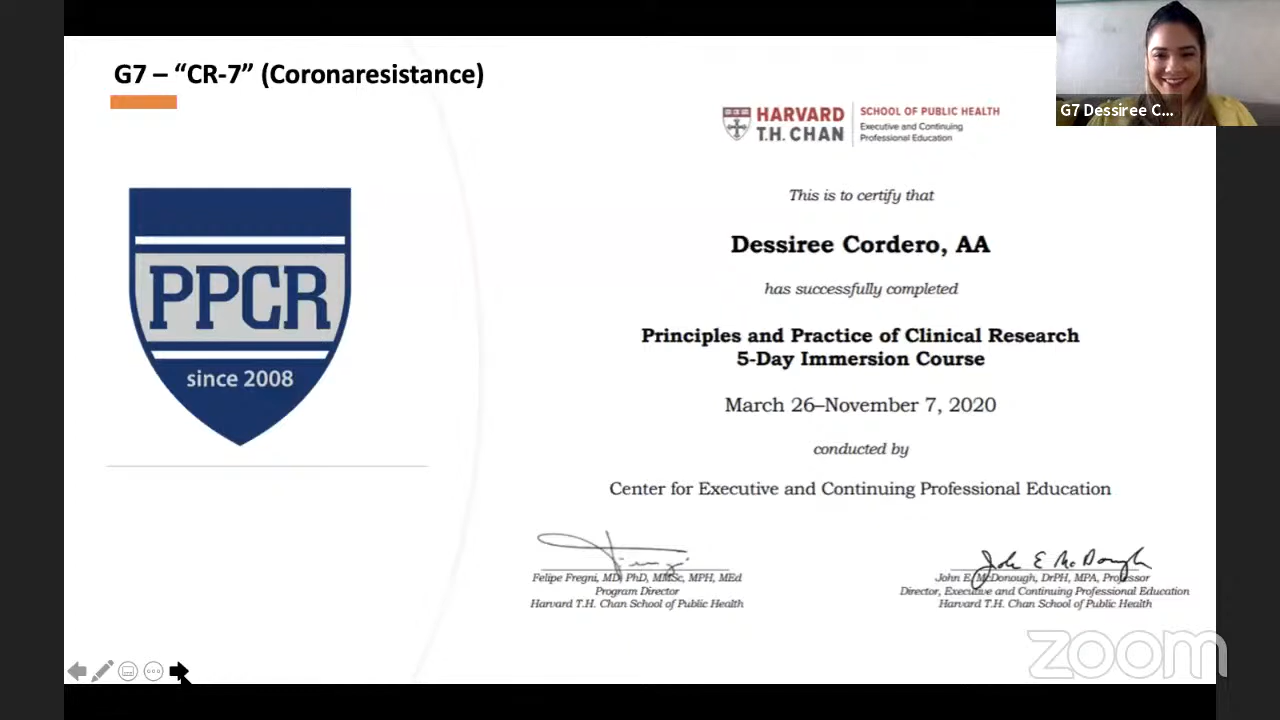 G7 – “CR-7” (Coronaresistance)
G7 Dessiree C...
HARVARD
T.H. CHAN
SCHOOL OF PUBLIC HEALTH
Executive and Continuing
Professional Education
This is to certify that
Dessiree Cordero, AA
has successfully completed
Principles and Practice of Clinical Research
5-Day Immersion Course
March 26–November 7, 2020
conducted by
Center for Executive and Continuing Professional Education
PPCR
since 2008
John E McDonough
Felipe Fregni, MD, PhD, MMSc, MPH, MEd
Program Director
Harvard T.H. Chan School of Public Health
John E. McDonough, DrPH, MPA, Professor
Director, Executive and Continuing Professional Education
Harvard T.H. Chan School of Public Health
zoom